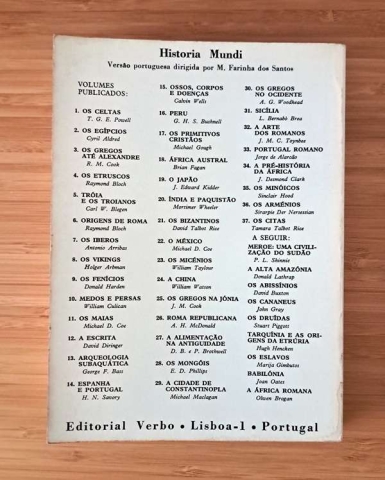 Historia Mundi
Versão portuguesa dirigida por M. Farinha dos Santos
VOLUMES
PUBLICADOS:
1. OS CELTAS
T. G. E. Powell
2. OS EGÍPCIOS
Cyril Aldred
3. OS GREGOS
ATÉ ALEXANDRE
R. M. Cook
4. OS ETRUSCOS
Raymond Bloch
5. TRÓIA
E OS TROIANOS
Carl W. Blegen
6. ORIGENS DE ROMA
Raymond Bloch
7. OS IBEROS
Antonio Arribas
8. OS VIKINGS
Holger Arbman
9. OS FENÍCIOS
Donald Harden
10. MEDOS E PERSAS
William Culican
11. OS MAIAS
Michael D. Coe
12. A ESCRITA
David Diringer
13. ARQUEOLOGIA
SUBAQUÁTICA
George F. Bass
14. ESPANHA
E PORTUGAL
H. N. Savory
15. OSSOS, CORPOS
E DOENÇAS
Calvin Wells
16. PERU
G. H. S. Bushnell
17. OS PRIMITIVOS
CRISTÃOS
Michael Gough
18. ÁFRICA AUSTRAL
Brian Fagan
19. O JAPÃO
J. Edward Kidder
20. ÍNDIA E PAQUISTÃO
Mortimer Wheeler
21. OS BIZANTINOS
David Talbot Rice
22. O MÉXICO
Michael D. Coe
23. OS MICÉNIOS
William Taylour
24. A CHINA
William Watson
25. OS GREGOS NA JÓNIA
J. M. Cook
26. ROMA REPUBLICANA
A. H. McDonald
27. A ALIMENTAÇÃO
NA ANTIGUIDADE
D. B. e P. Brothwell
28. OS MONGÓIS
E. D. Phillips
29. A CIDADE DE
CONSTANTINOPLA
Michael Maclagan
30. OS GREGOS
NO OCIDENTE
A. G. Woodhead
31. SICÍLIA
L. Bernabò Brea
32. A ARTE
DOS ROMANOS
J. M. C. Toynbee
33. PORTUGAL ROMANO
Jorge de Alarcão
34. A PRÉ-HISTÓRIA
DA ÁFRICA
J. Desmond Clark
35. OS MINÓICOS
Sinclair Hood
36. OS ARMÉNIOS
Sirarpie Der Nersessian
37. OS CITAS
Tamara Talbot Rice
A SEGUIR:
MEROE: UMA CIVILI-
ZAÇÃO DO SUDÃO
P. L. Shinnie
A ALTA AMAZÓNIA
Donald Lathrap
OS ABISSÍNIOS
David Buxton
OS CANANEUS
John Gray
OS DRUÍDAS
Stuart Piggott
TARQUÍNIA E AS ORI-
GENS DA ETRÚRIA
Hugh Hencken
OS ESLAVOS
Marija Gimbutas
BABILÓNIA
Joan Oates
A ÁFRICA ROMANA
Olwen Brogan
Editorial Verbo • Lisboa-1 • Portugal